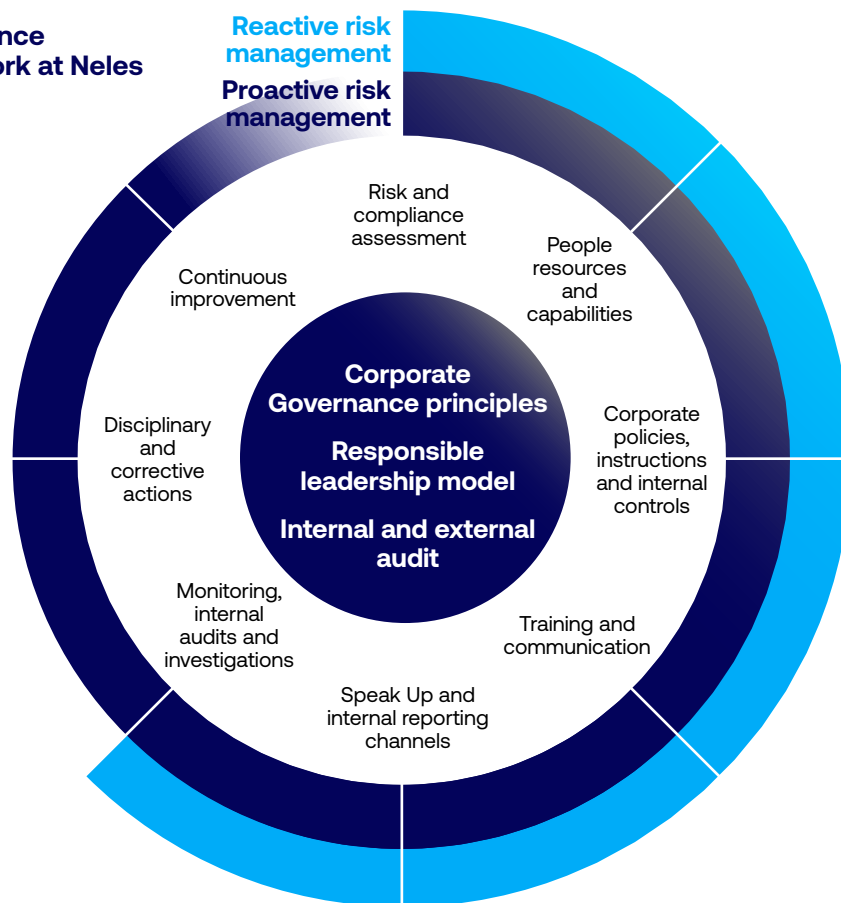 nce
rk at Neles
Reactive risk
management
Proactive risk
management
Risk and
compliance
assessment
People
resources
and
capabilities
Corporate
policies,
instructions
and internal
controls
Training and
communication
Speak Up and
internal reporting
channels
Monitoring,
internal
audits and
investigations
Disciplinary
and
corrective
actions
Continuous
improvement
Corporate
Governance principles
Responsible
leadership model
Internal and external
audit